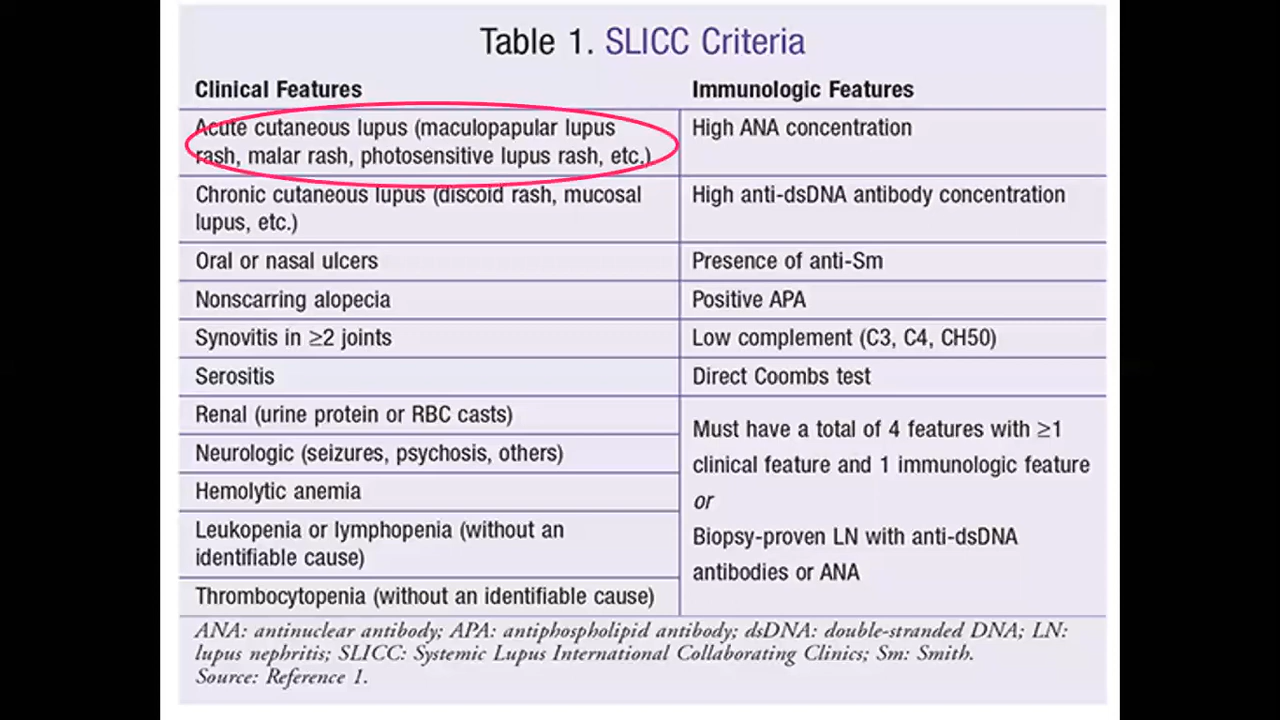 Table 1. SLICC Criteria
Clinical Features
Immunologic Features
Acute cutaneous lupus (maculopapular lupus
rash, malar rash, photosensitive lupus rash, etc.)
High ANA concentration
Chronic cutaneous lupus (discoid rash, mucosal
lupus, etc.)
High anti-dsDNA antibody concentration
Oral or nasal ulcers
Presence of anti-Sm
Nonscarring alopecia
Positive APA
Synovitis in ≥2 joints
Low complement (C3, C4, CH50)
Serositis
Direct Coombs test
Renal (urine protein or RBC casts)
Neurologic (seizures, psychosis, others)
Hemolytic anemia
Leukopenia or lymphopenia (without an
identifiable cause)
Thrombocytopenia (without an identifiable cause)
Must have a total of 4 features with ≥1
clinical feature and 1 immunologic feature
or
Biopsy-proven LN with anti-dsDNA
antibodies or ANA
ANA: antinuclear antibody; APA: antiphospholipid antibody; dsDNA: double-stranded DNA; LN:
lupus nephritis; SLICC: Systemic Lupus International Collaborating Clinics; Sm: Smith.
Source: Reference 1.